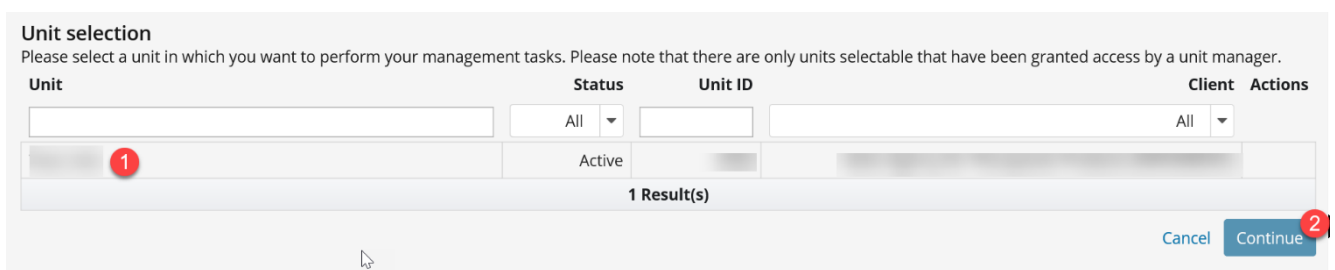 Unit selection
Please select a unit in which you want to perform your management tasks. Please note that there are only units selectable that have been granted access by a unit manager.
Unit Status Unit ID Client Actions
All All
1 Active
1 Result(s)
Cancel Continue 2